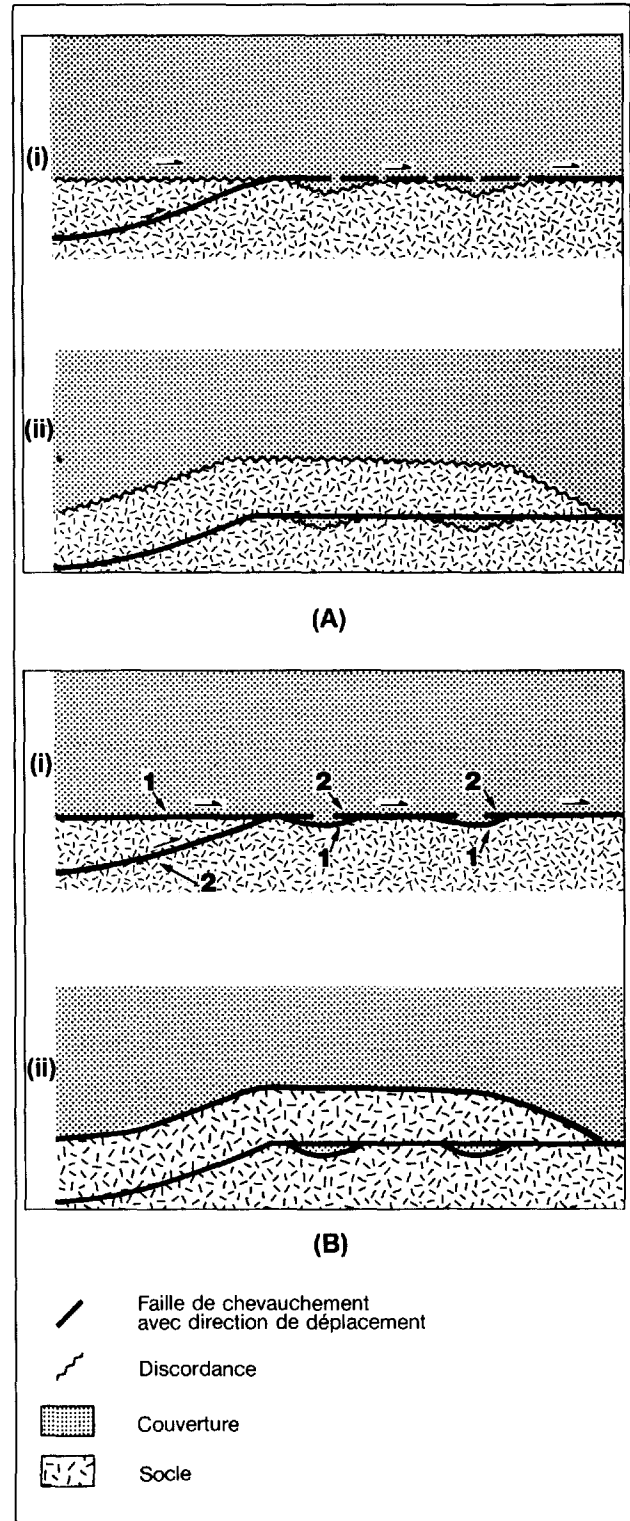 (i)
(ii)
(A)
(i)
1
2
2
2
1
1
(ii)
(B)
Faille de chevauchement
avec direction de déplacement
Discordance
Couverture
Socle